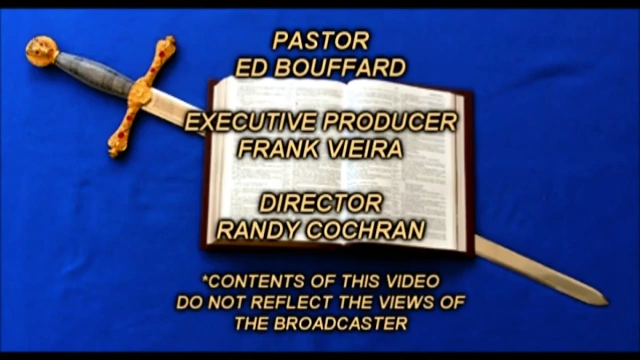 PASTOR
ED BOUFFARD
EXECUTIVE PRODUCER
FRANK VIEIRA
DIRECTOR
RANDY COCHRAN
*CONTENTS OF THIS VIDEO
DO NOT REFLECT THE VIEWS OF
THE BROADCASTER